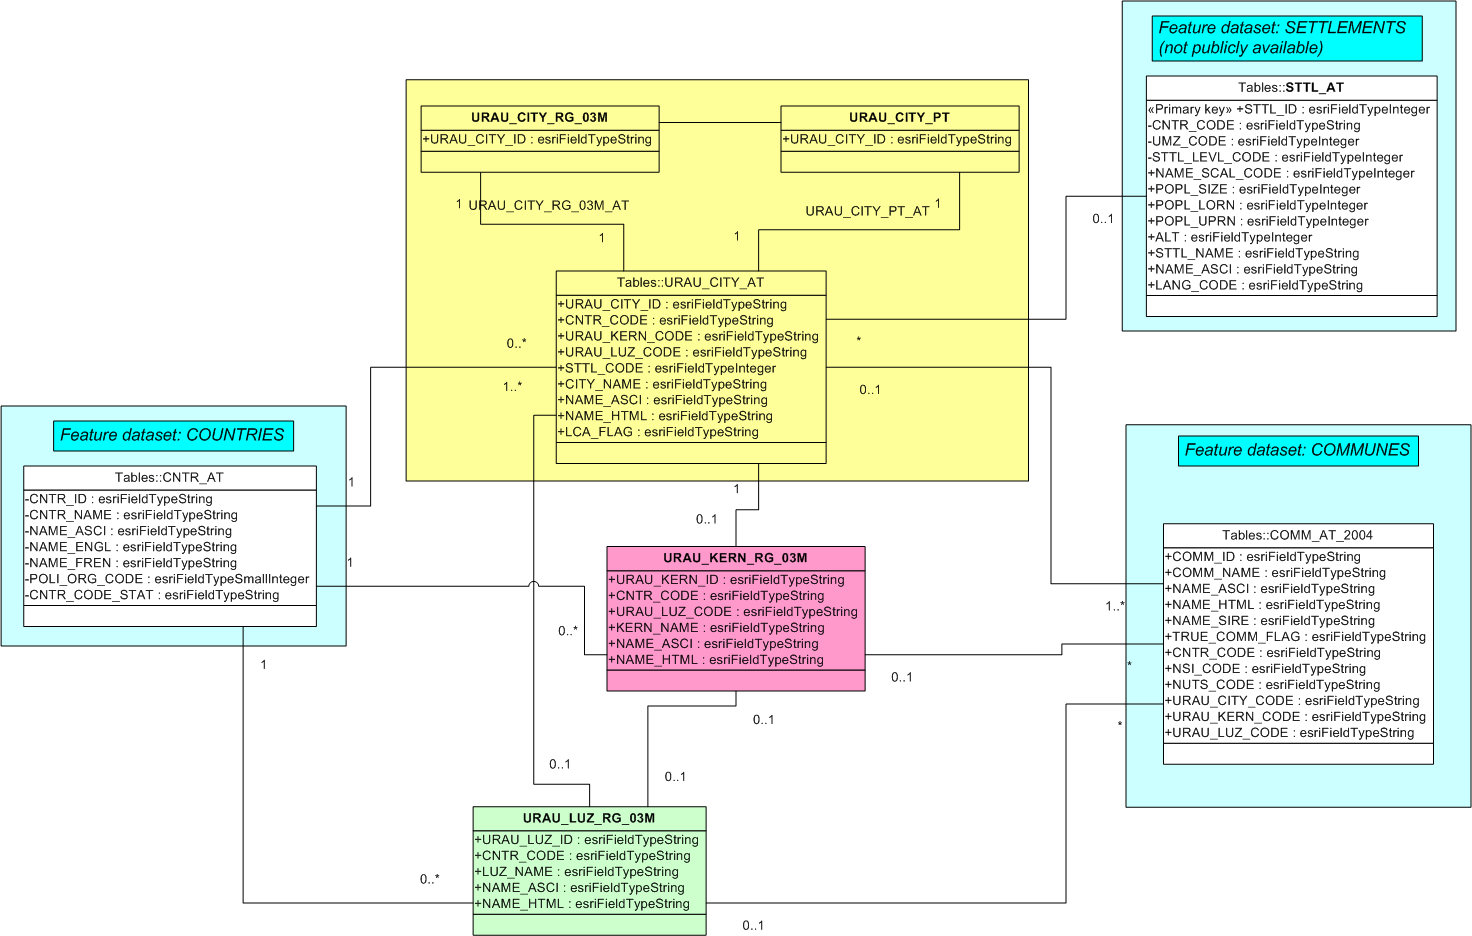 Feature dataset: SETTLEMENTS
(not publicly available)
Tables::STTL_AT
«Primary key» +STTL_ID : esriFieldTypeInteger
-CNTR_CODE : esriFieldTypeString
-UMZ_CODE : esriFieldTypeInteger
-STTL_LEVL_CODE : esriFieldTypeInteger
+NAME_SCAL_CODE : esriFieldTypeInteger
+POPL_SIZE : esriFieldTypeInteger
+POPL_LORN : esriFieldTypeInteger
+POPL_UPRN : esriFieldTypeInteger
+ALT : esriFieldTypeInteger
+STTL_NAME : esriFieldTypeString
+NAME_ASCI : esriFieldTypeString
+LANG_CODE : esriFieldTypeString
0..1
URAU_CITY_RG_03M
+URAU_CITY_ID : esriFieldTypeString
URAU_CITY_PT
+URAU_CITY_ID : esriFieldTypeString
1
URAU_CITY_RG_03M_AT
1
URAU_CITY_PT_AT
1
1
Tables::URAU_CITY_AT
+URAU_CITY_ID : esriFieldTypeString
+CNTR_CODE : esriFieldTypeString
+URAU_KERN_CODE : esriFieldTypeString
+URAU_LUZ_CODE : esriFieldTypeString
+STTL_CODE : esriFieldTypeInteger
+CITY_NAME : esriFieldTypeString
+NAME_ASCI : esriFieldTypeString
+NAME_HTML : esriFieldTypeString
+LCA_FLAG : esriFieldTypeString
0..*
1..*
*
0..1
1
0..1
Feature dataset: COUNTRIES
Tables::CNTR_AT
-CNTR_ID : esriFieldTypeString
-CNTR_NAME : esriFieldTypeString
-NAME_ASCI : esriFieldTypeString
-NAME_ENGL : esriFieldTypeString
-NAME_FREN : esriFieldTypeString
-POLI_ORG_CODE : esriFieldTypeSmallInteger
-CNTR_CODE_STAT : esriFieldTypeString
1
1
1
Feature dataset: COMMUNES
Tables::COMM_AT_2004
+COMM_ID : esriFieldTypeString
+COMM_NAME : esriFieldTypeString
+NAME_ASCI : esriFieldTypeString
+NAME_HTML : esriFieldTypeString
+NAME_SIRE : esriFieldTypeString
+TRUE_COMM_FLAG : esriFieldTypeString
+CNTR_CODE : esriFieldTypeString
+NSI_CODE : esriFieldTypeString
+NUTS_CODE : esriFieldTypeString
+URAU_CITY_CODE : esriFieldTypeString
+URAU_KERN_CODE : esriFieldTypeString
+URAU_LUZ_CODE : esriFieldTypeString
1..*
*
*
URAU_KERN_RG_03M
+URAU_KERN_ID : esriFieldTypeString
+CNTR_CODE : esriFieldTypeString
+URAU_LUZ_CODE : esriFieldTypeString
+KERN_NAME : esriFieldTypeString
+NAME_ASCI : esriFieldTypeString
+NAME_HTML : esriFieldTypeString
0..*
0..1
0..1
0..1
0..1
URAU_LUZ_RG_03M
+URAU_LUZ_ID : esriFieldTypeString
+CNTR_CODE : esriFieldTypeString
+LUZ_NAME : esriFieldTypeString
+NAME_ASCI : esriFieldTypeString
+NAME_HTML : esriFieldTypeString
0..*
0..1